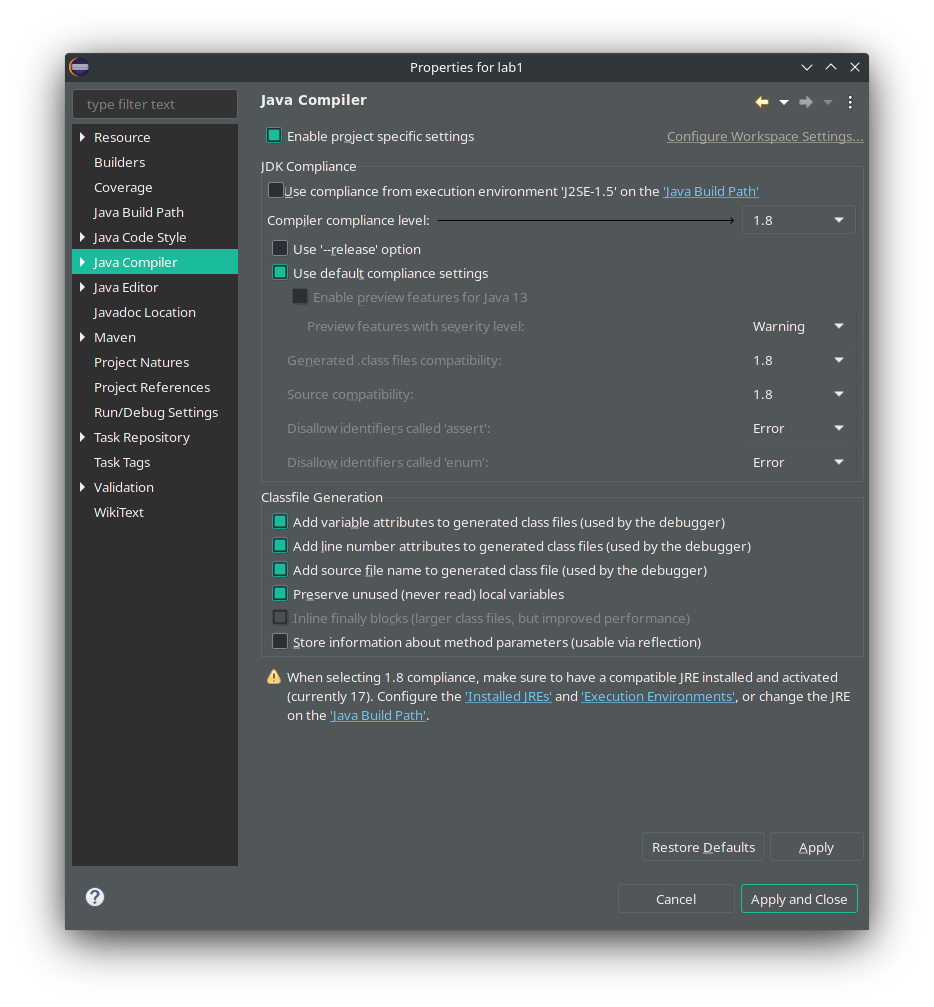 Properties for lab1
type filter text
Resource
Builders
Coverage
Java Build Path
Java Code Style
Java Compiler
Java Editor
Javadoc Location
Maven
Project Natures
Project References
Run/Debug Settings
Task Repository
Task Tags
Validation
WikiText
Java Compiler
Enable project specific settings
Configure Workspace Settings...
JDK Compliance
Use compliance from execution environment 'J2SE-1.5' on the 'Java Build Path'
Compiler compliance level: 1.8
Use '--release' option
Use default compliance settings
Enable preview features for Java 13
Preview features with severity level: Warning
Generated .class files compatibility: 1.8
Source compatibility: 1.8
Disallow identifiers called 'assert': Error
Disallow identifiers called 'enum': Error
Classfile Generation
Add variable attributes to generated class files (used by the debugger)
Add line number attributes to generated class files (used by the debugger)
Add source file name to generated class file (used by the debugger)
Preserve unused (never read) local variables
Inline finally blocks (larger class files, but improved performance)
Store information about method parameters (usable via reflection)
When selecting 1.8 compliance, make sure to have a compatible JRE installed and activated
(currently 17). Configure the 'Installed JREs' and 'Execution Environments', or change the JRE
on the 'Java Build Path'.
Restore Defaults
Apply
?
Cancel
Apply and Close